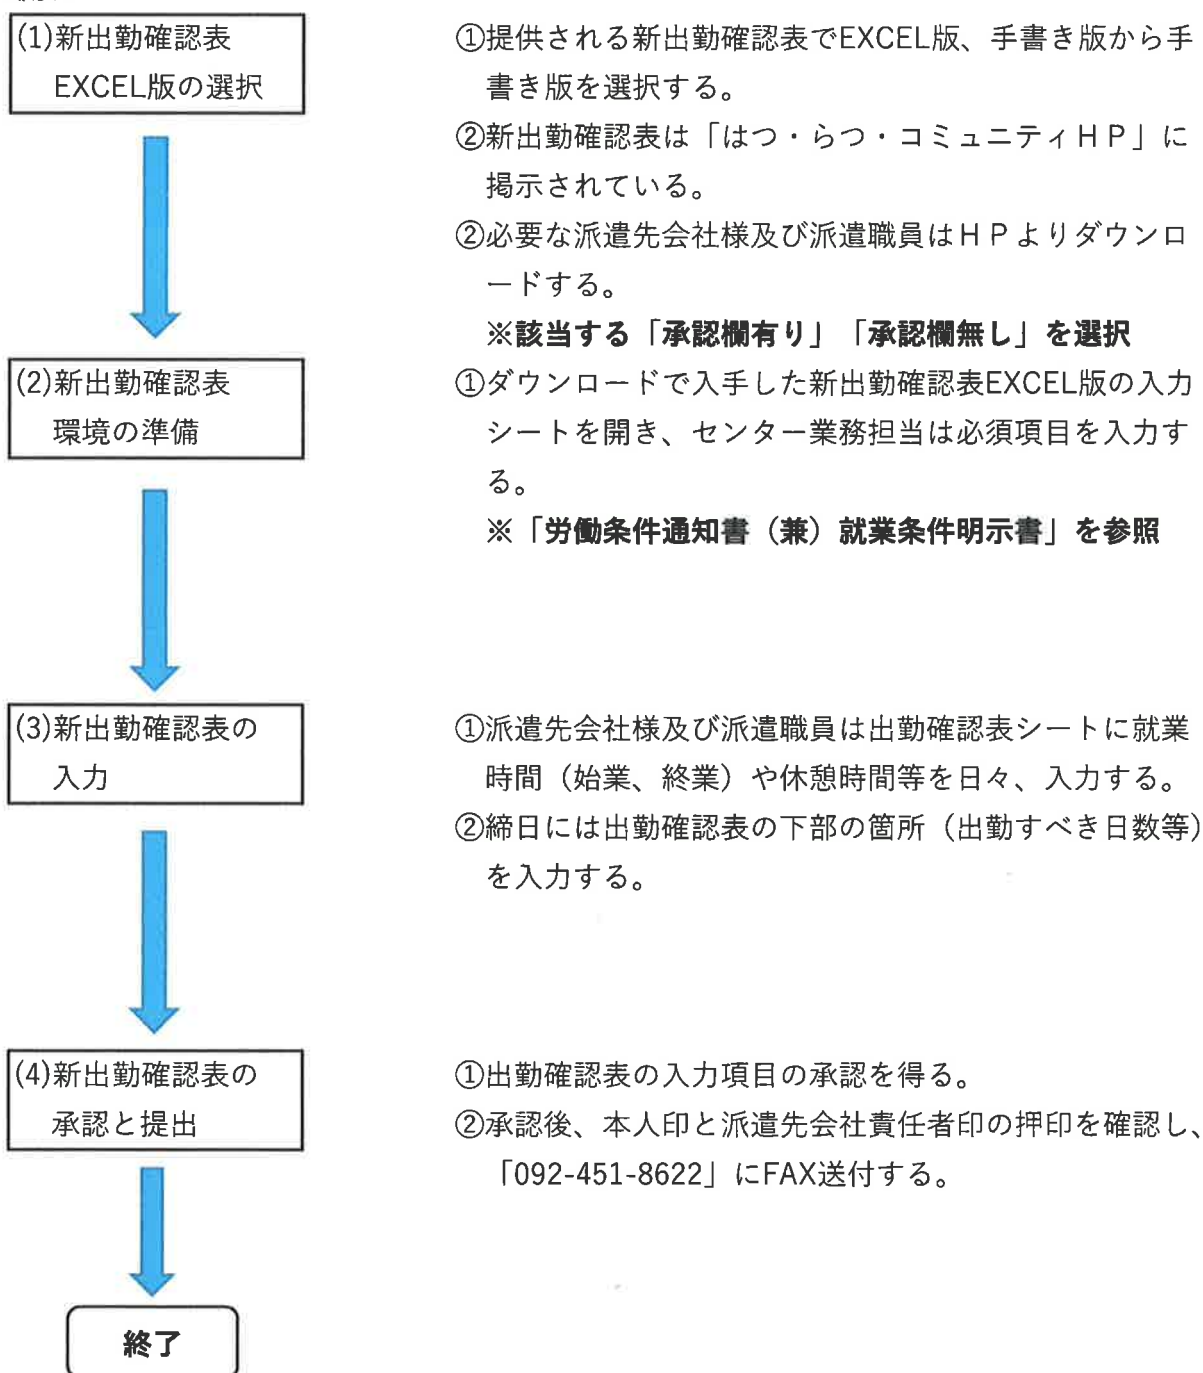 (1)新出勤確認表
EXCEL版の選択
①提供される新出勤確認表でEXCEL版、手書き版から手
書き版を選択する。
②新出勤確認表は「はつ・らつ・コミュニティＨＰ」に
掲示されている。
②必要な派遣先会社様及び派遣職員はＨＰよりダウンロ
ードする。
※該当する「承認欄有り」「承認欄無し」を選択
(2)新出勤確認表
環境の準備
①ダウンロードで入手した新出勤確認表EXCEL版の入力
シートを開き、センター業務担当は必須項目を入力す
る。
※「労働条件通知書（兼）就業条件明示書」を参照
(3)新出勤確認表の
入力
①派遣先会社様及び派遣職員は出勤確認表シートに就業
時間（始業、終業）や休憩時間等を日々、入力する。
②締日には出勤確認表の下部の箇所（出勤すべき日数等）
を入力する。
(4)新出勤確認表の
承認と提出
①出勤確認表の入力項目の承認を得る。
②承認後、本人印と派遣先会社責任者印の押印を確認し、
「092-451-8622」にFAX送付する。
終了